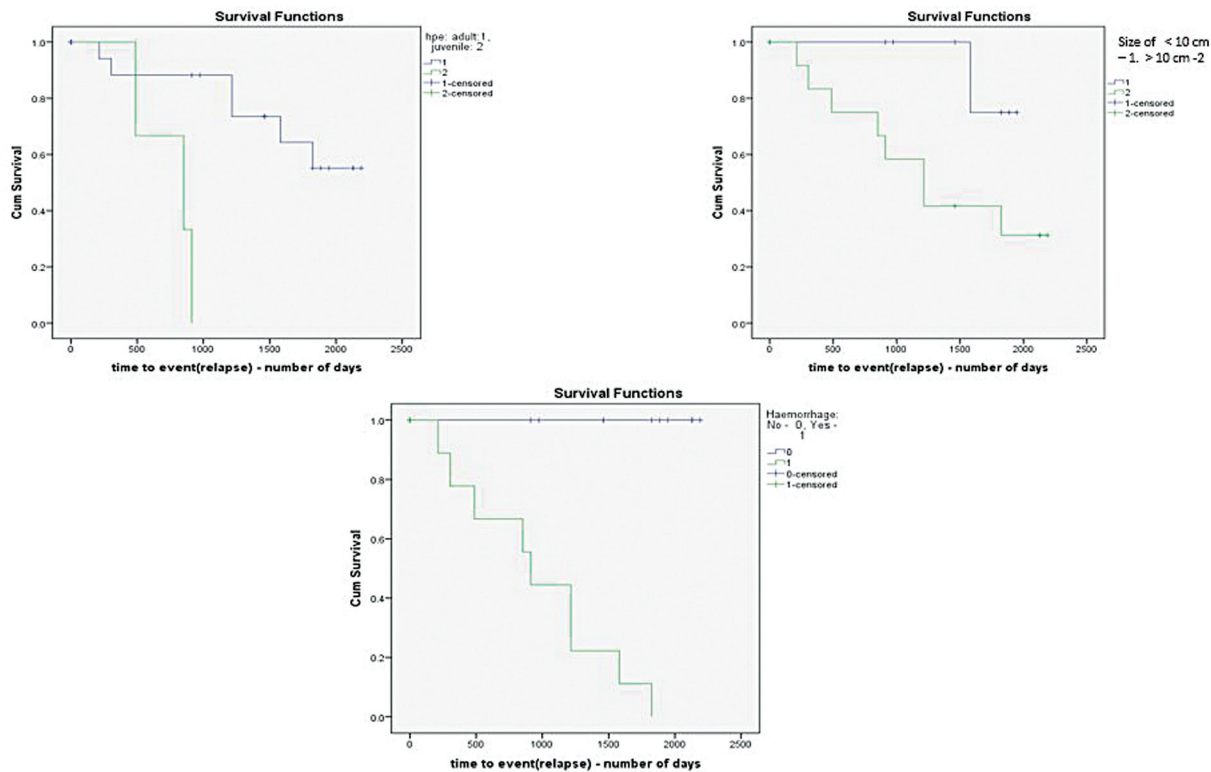 Survival Functions
hpe: adult:1,
juvenile: 2
1
2
1-censored
2-censored
Cum Survival
1.0
0.8
0.6
0.4
0.2
0.0
0
500
1000
1500
2000
2500
time to event(relapse) - number of days
Survival Functions
Size of < 10 cm
– 1. > 10 cm -2
1
2
1-censored
2-censored
Cum Survival
1.0
0.8
0.6
0.4
0.2
0.0
0
500
1000
1500
2000
2500
time to event(relapse) - number of days
Survival Functions
Haemorrhage:
No - 0, Yes -
1
0
1
0-censored
1-censored
Cum Survival
1.0
0.8
0.6
0.4
0.2
0.0
0
500
1000
1500
2000
2500
time to event(relapse) - number of days